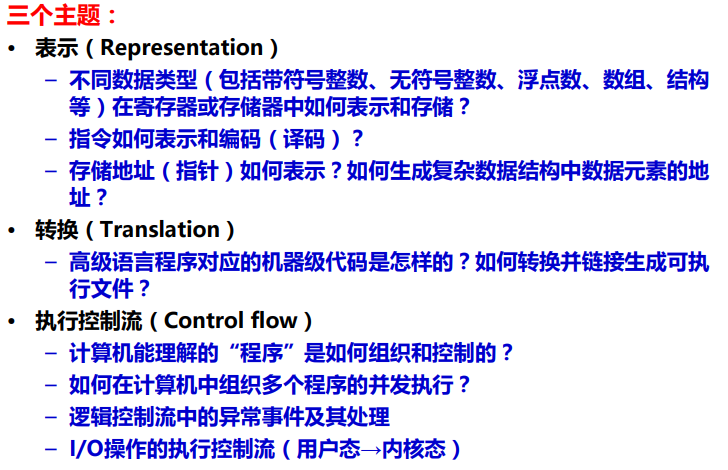 三个主题：
• 表示（Representation）
– 不同数据类型（包括带符号整数、无符号整数、浮点数、数组、结构
等）在寄存器或存储器中如何表示和存储？
– 指令如何表示和编码（译码）？
– 存储地址（指针）如何表示？如何生成复杂数据结构中数据元素的地
址？
• 转换（Translation）
– 高级语言程序对应的机器级代码是怎样的？如何转换并链接生成可执
行文件？
• 执行控制流（Control flow）
– 计算机能理解的“程序”是如何组织和控制的？
– 如何在计算机中组织多个程序的并发执行？
– 逻辑控制流中的异常事件及其处理
– I/O操作的执行控制流（用户态→内核态）